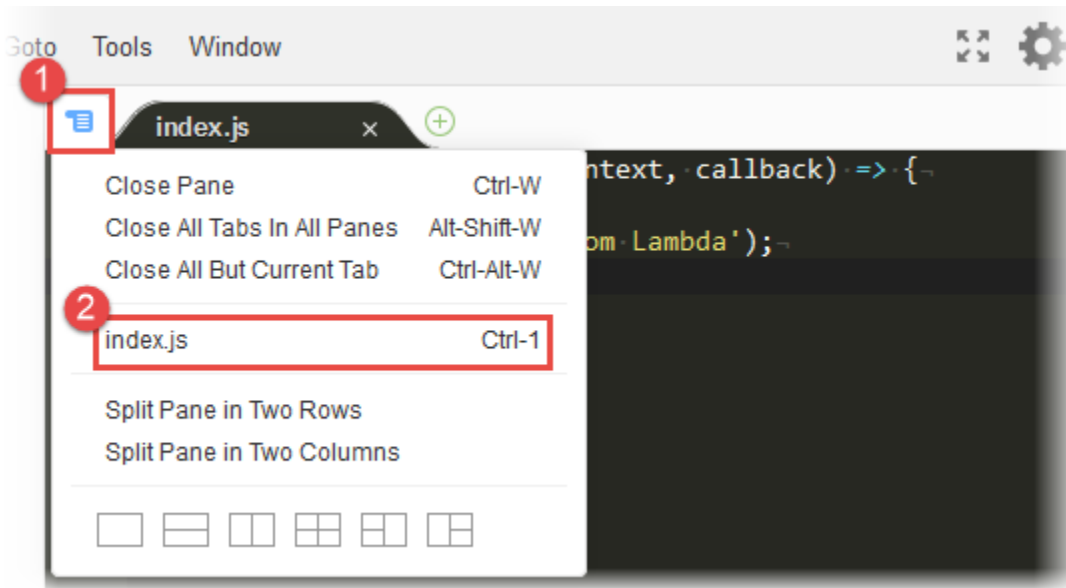 Goto Tools Window
1
index.js ×
ntext, callback) => {¬
Close Pane Ctrl-W
Close All Tabs In All Panes Alt-Shift-W
om·Lambda');¬
Close All But Current Tab Ctrl-Alt-W
2
index.js Ctrl-1
Split Pane in Two Rows
Split Pane in Two Columns